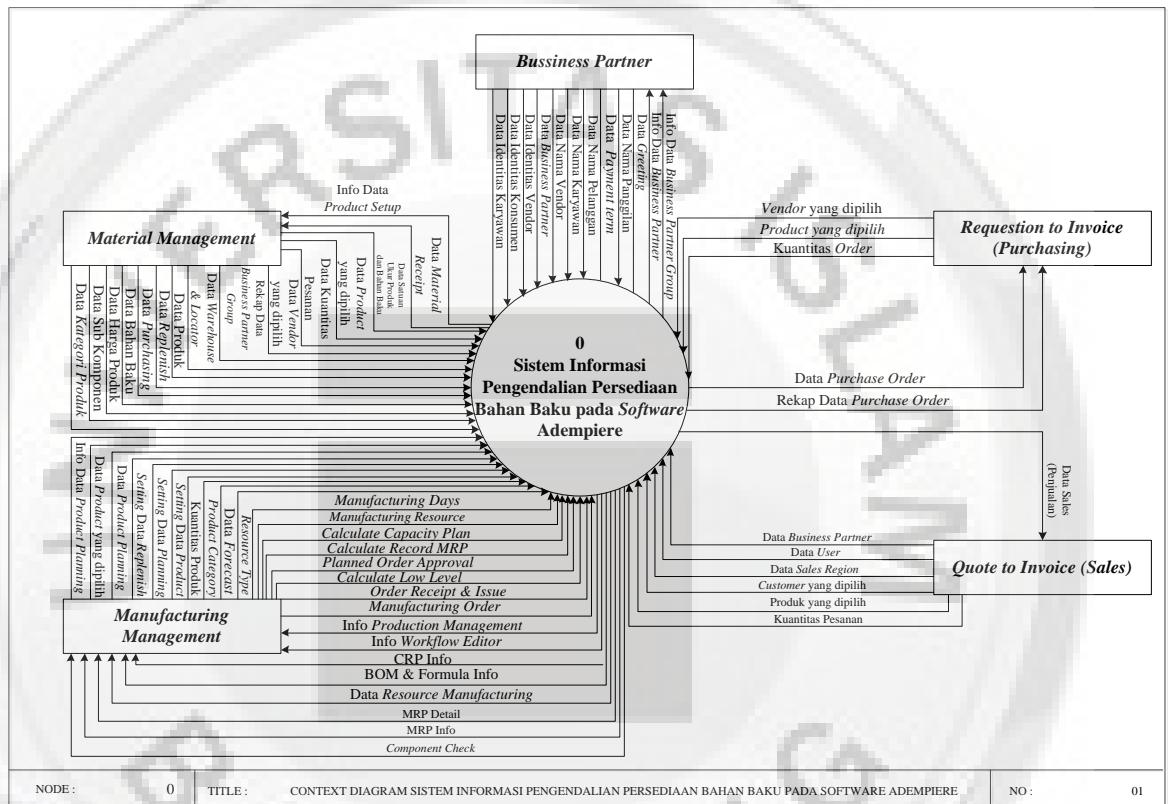 Bussiness Partner
Data Identitas Karyawan
Data Identitas Konsumen
Data Identitas Vendor
Data Business Partner
Data Nama Vendor
Data Nama Karyawan
Data Nama Pelanggan
Data Payment term
Data Nama Panggilan
Data Greeting
Info Data Business Partner
Info Data Business Partner Group
Material Management
Info Data
Product Setup
Data Material
Receipt
Data Satuan
Ukur Produk
dan Bahan Baku
Data Product
yang dipilih
Data Kuantitas
Pesanan
Data Vendor
yang dipilih
Rekap Data
Business Partner
Group
Data Warehouse
& Locator
Data Produk
Data Replenish
Data Purchasing
Data Bahan Baku
Data Harga Produk
Data Sub Komponen
Data Kategori Produk
0
Sistem Informasi
Pengendalian Persediaan
Bahan Baku pada Software
Adempiere
Requestion to Invoice
(Purchasing)
Vendor yang dipilih
Product yang dipilih
Kuantitas Order
Data Purchase Order
Rekap Data Purchase Order
Data Sales
(Penjualan)
Quote to Invoice (Sales)
Data Business Partner
Data User
Data Sales Region
Customer yang dipilih
Produk yang dipilih
Kuantitas Pesanan
Manufacturing
Management
Info Data Product Planning
Data Product yang dipilih
Data Product Planning
Setting Data Replenish
Setting Data Planning
Setting Data Product
Kuantitas Produk
Product Category
Data Forecast
Resource Type
Manufacturing Days
Manufacturing Resource
Calculate Capacity Plan
Calculate Record MRP
Planned Order Approval
Calculate Low Level
Order Receipt & Issue
Manufacturing Order
Info Production Management
Info Workflow Editor
CRP Info
BOM & Formula Info
Data Resource Manufacturing
MRP Detail
MRP Info
Component Check
NODE : 0 TITLE : CONTEXT DIAGRAM SISTEM INFORMASI PENGENDALIAN PERSEDIAAN BAHAN BAKU PADA SOFTWARE ADEMPIERE NO : 01